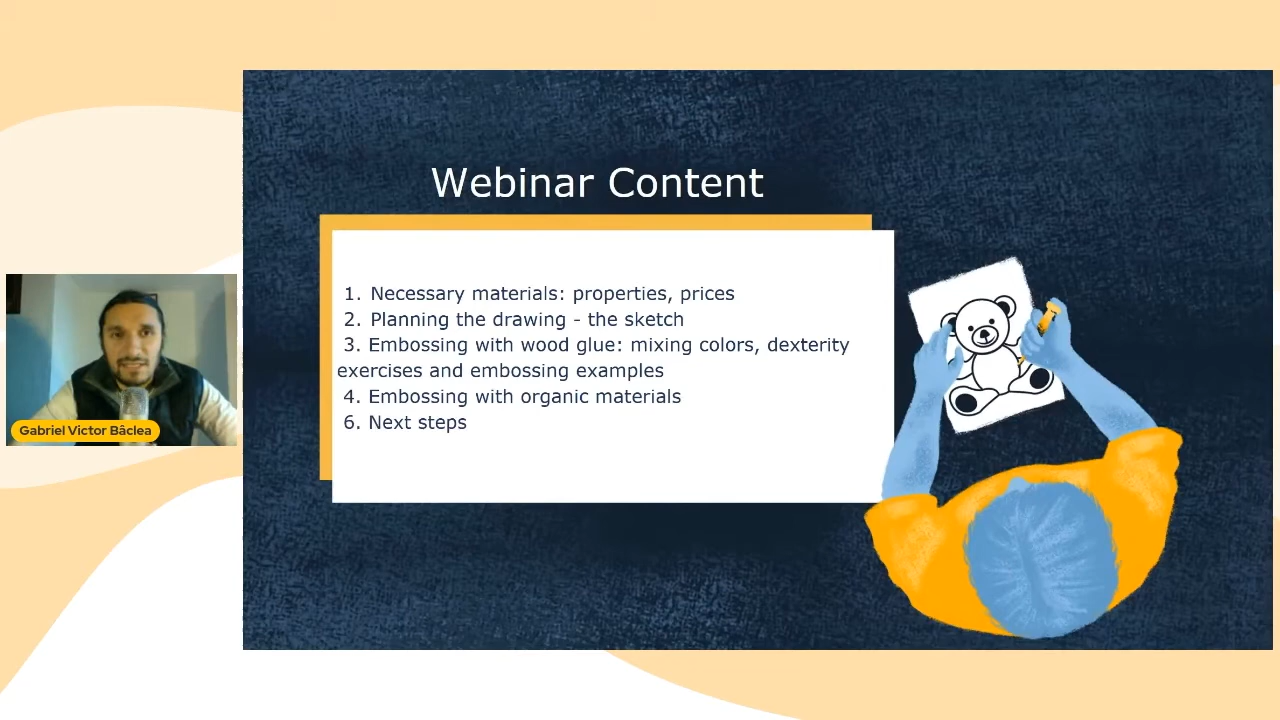 Webinar Content
1. Necessary materials: properties, prices
2. Planning the drawing - the sketch
3. Embossing with wood glue: mixing colors, dexterity
exercises and embossing examples
4. Embossing with organic materials
6. Next steps
Gabriel Victor Bâclea